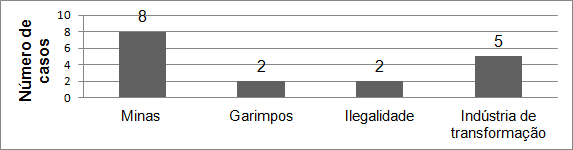 Número de
casos
10
8
6
4
2
0
8
2
2
5
Minas
Garimpos
Ilegalidade
Indústria de
transformação